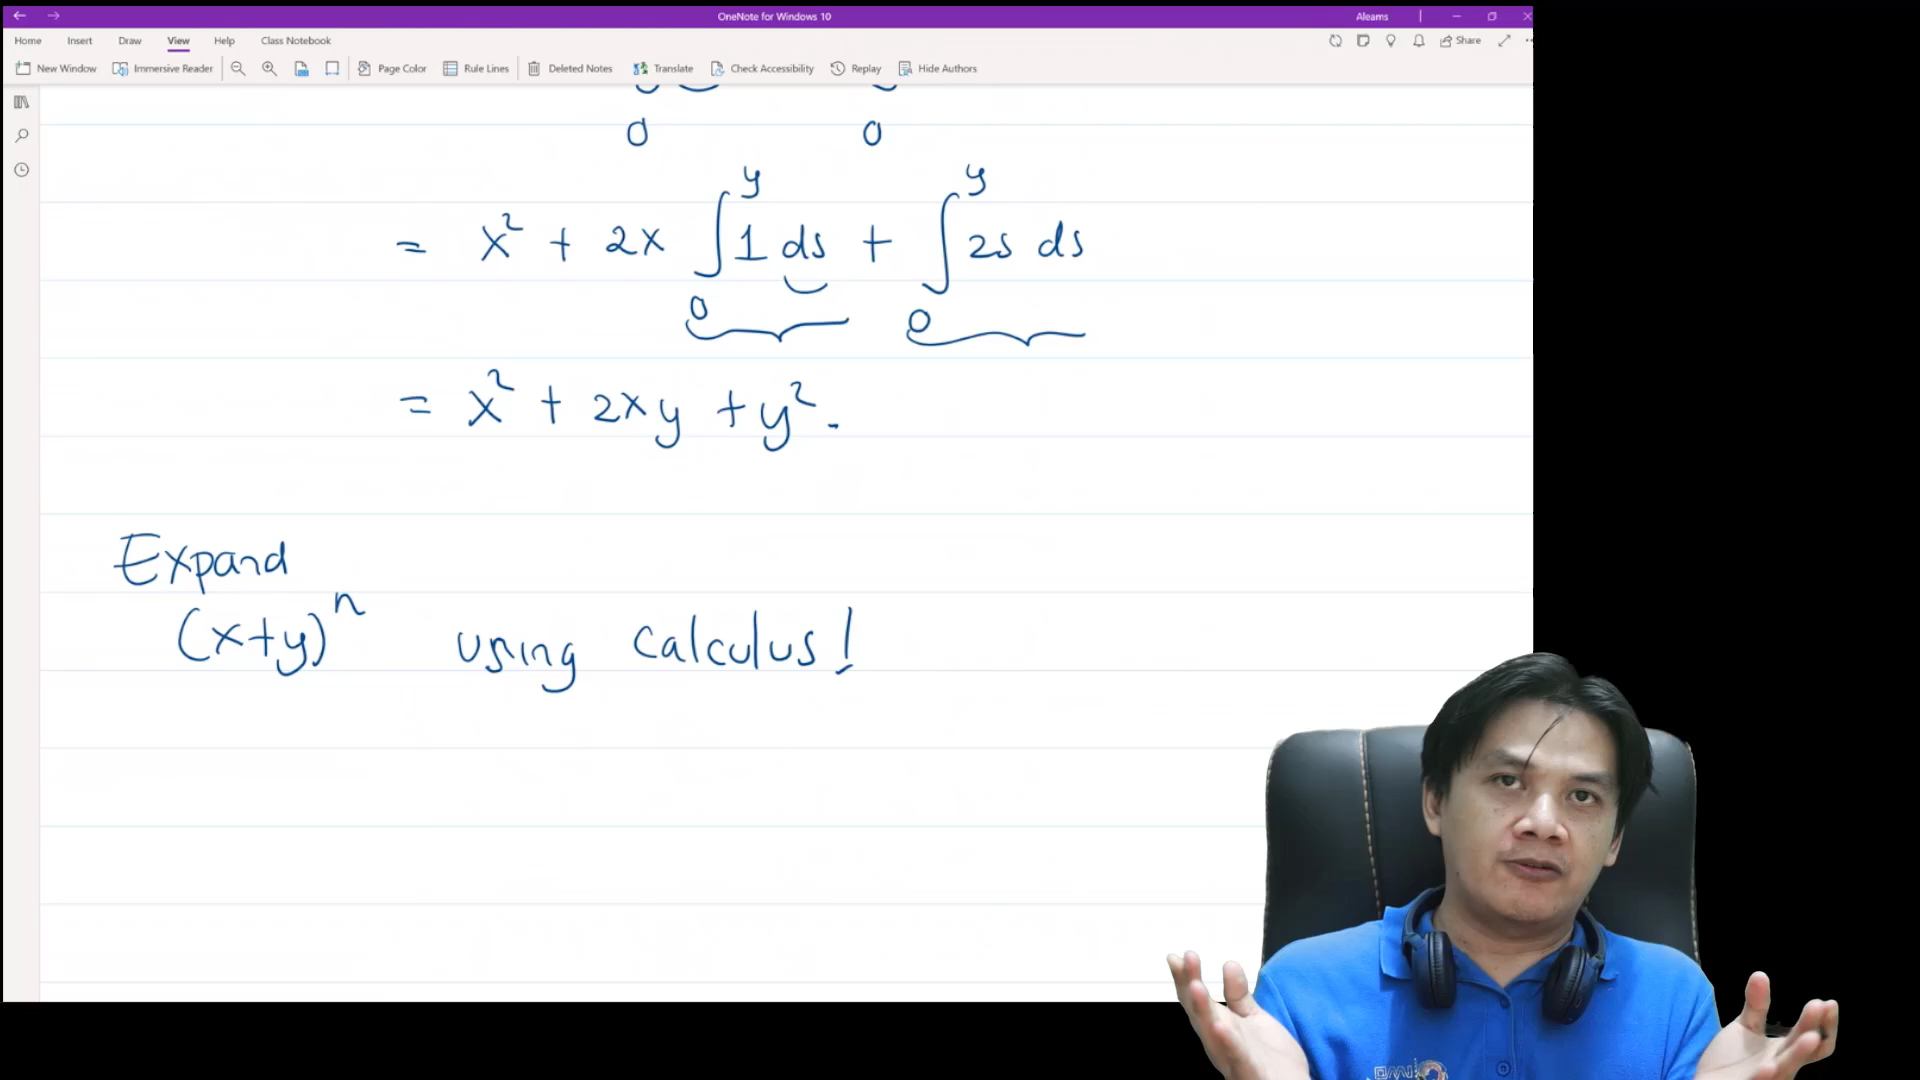 OneNote for Windows 10
Aleams
Home Insert Draw View Help Class Notebook
Share
New Window Immersive Reader Page Color Rule Lines Deleted Notes Translate Check Accessibility Replay Hide Authors
0 0
= x² + 2x ∫₀ʸ 1 ds + ∫₀ʸ 2s ds
= x² + 2xy + y².
Expand
(x+y)ⁿ using calculus!